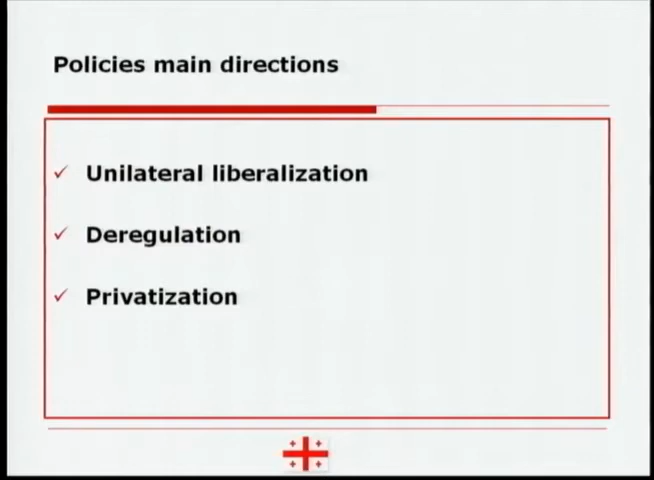 Policies main directions
Unilateral liberalization
Deregulation
Privatization